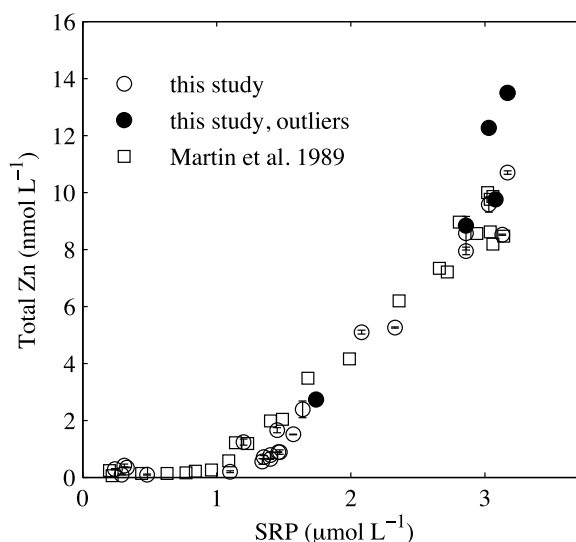 16
14
12
10
8
6
4
2
0
Total Zn (nmol L⁻¹)
this study
this study, outliers
Martin et al. 1989
0 1 2 3
SRP (μmol L⁻¹)